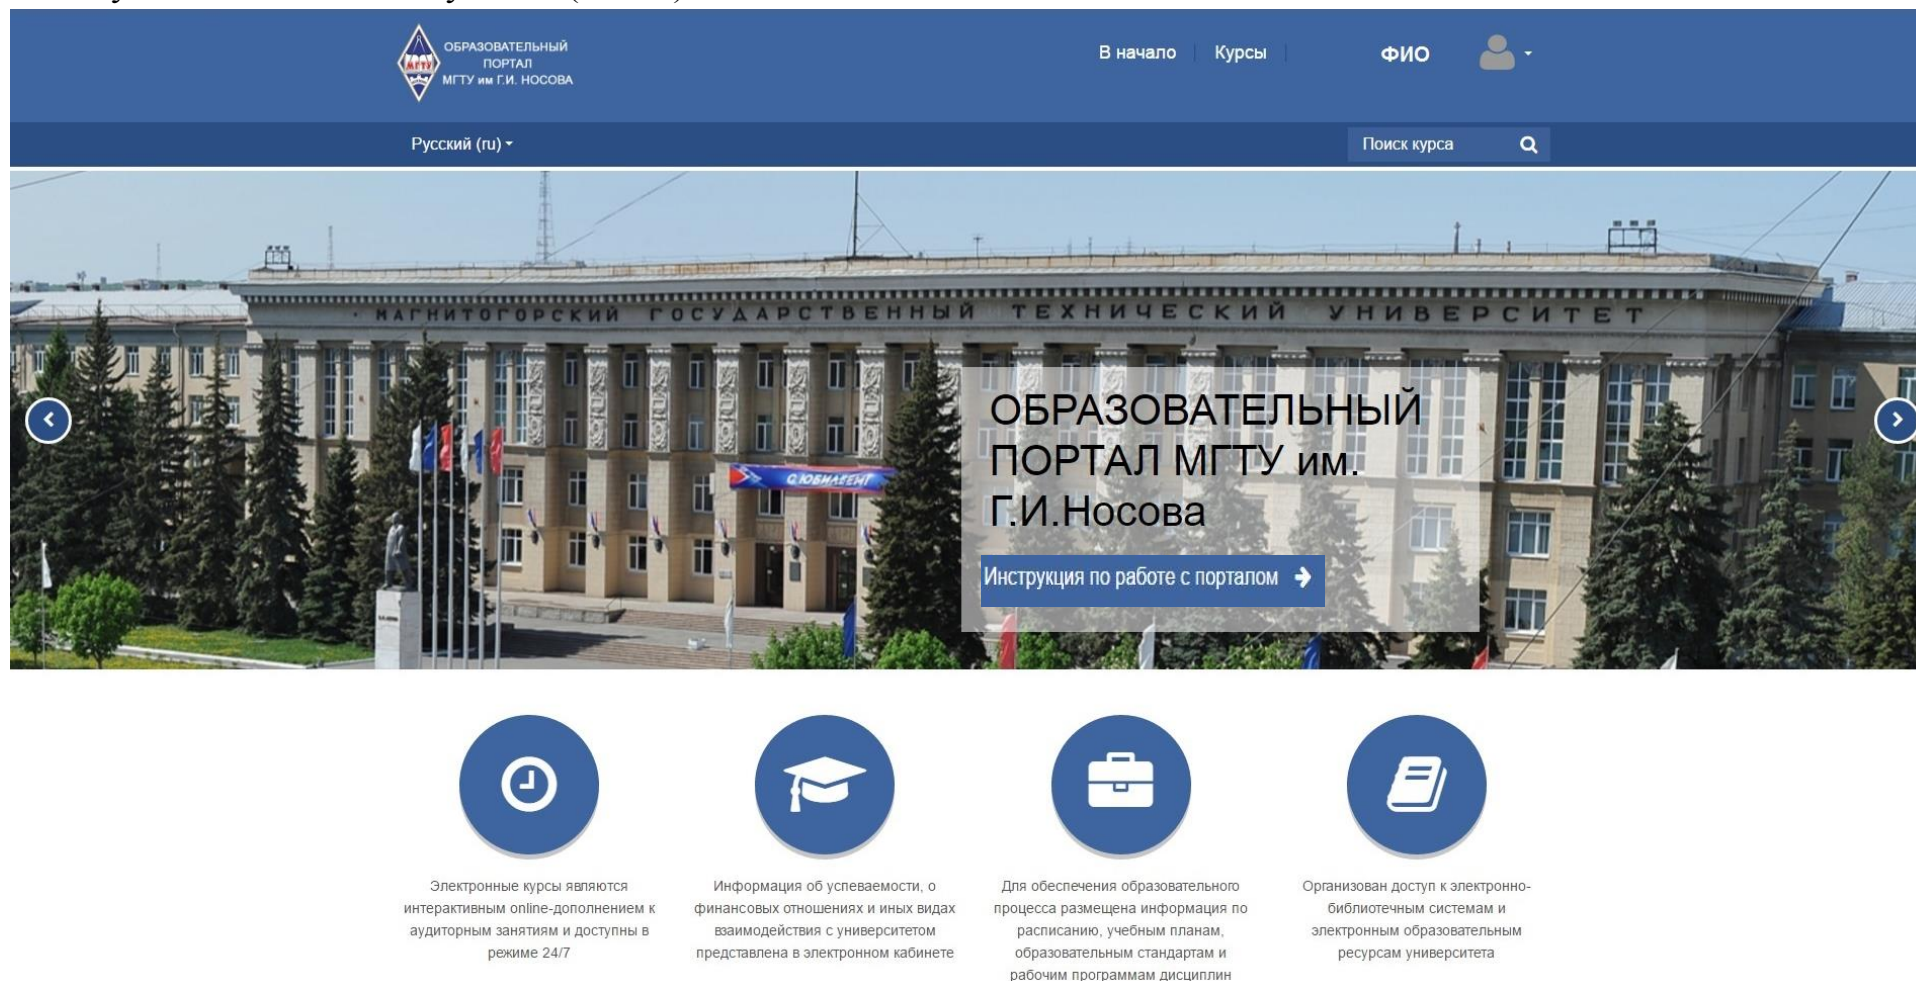 ОБРАЗОВАТЕЛЬНЫЙ
ПОРТАЛ
МГТУ им Г.И. НОСОВА
МГТУ
В начало
Курсы
ФИО
Русский (ru)
Поиск курса
МАГНИТОГОРСКИЙ ГОСУДАРСТВЕННЫЙ ТЕХНИЧЕСКИЙ УНИВЕРСИТЕТ
С ЮБИЛЕЕМ!
ОБРАЗОВАТЕЛЬНЫЙ
ПОРТАЛ МГТУ им.
Г.И.Носова
Инструкция по работе с порталом
Электронные курсы являются
интерактивным online-дополнением к
аудиторным занятиям и доступны в
режиме 24/7
Информация об успеваемости, о
финансовых отношениях и иных видах
взаимодействия с университетом
представлена в электронном кабинете
Для обеспечения образовательного
процесса размещена информация по
расписанию, учебным планам,
образовательным стандартам и
рабочим программам дисциплин
Организован доступ к электронно-
библиотечным системам и
электронным образовательным
ресурсам университета